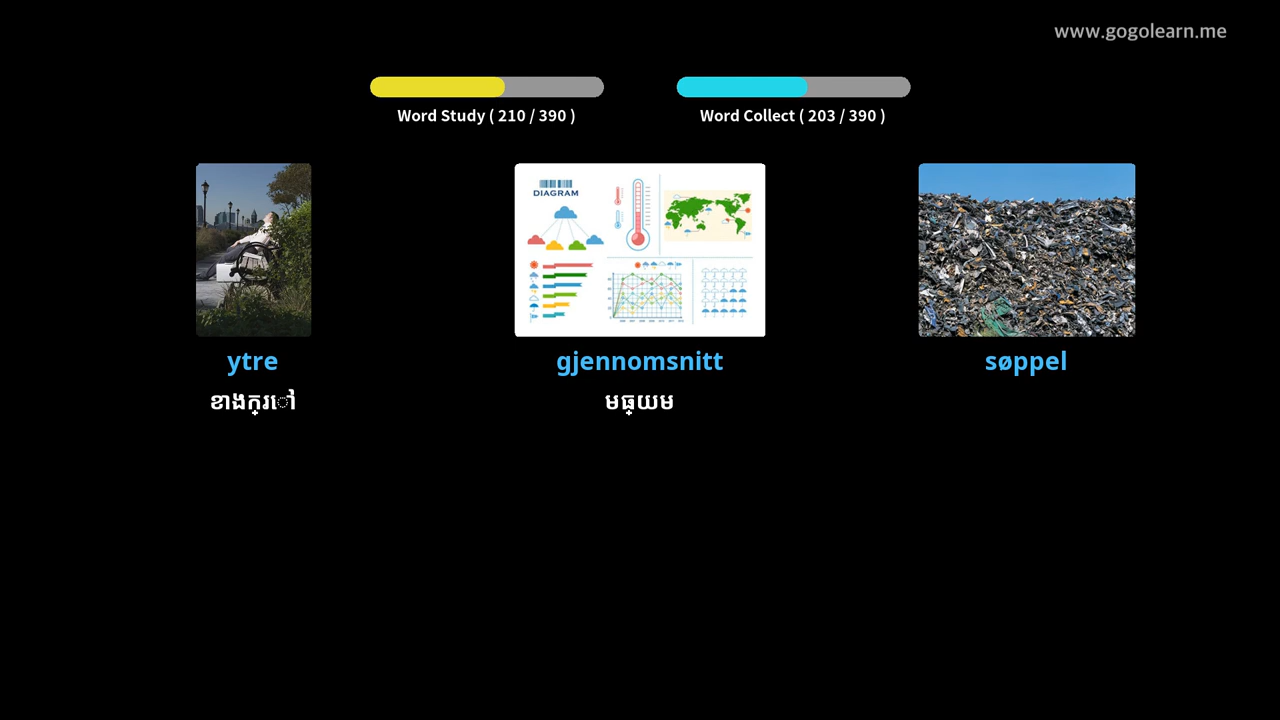 www.gogolearn.me
Word Study ( 210 / 390 )
Word Collect ( 203 / 390 )
DIAGRAM
ytre
gjennomsnitt
søppel
ខាងក្រៅ
មធ្យម